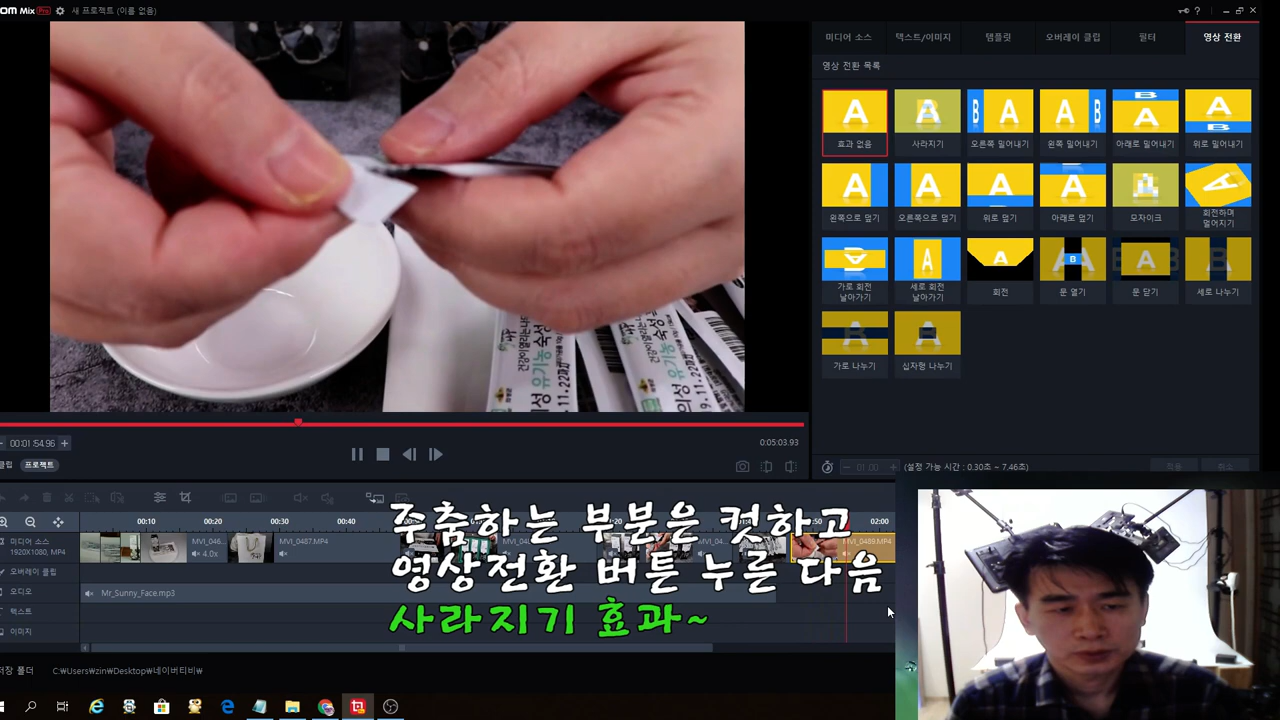 OM Mix Pro 새 프로젝트 (이름 없음)
미디어 소스 텍스트/이미지 템플릿 오버레이 클립 필터 영상 전환
영상 전환 목록
효과 없음 사라지기 오른쪽 밀어내기 왼쪽 밀어내기 아래로 밀어내기 위로 밀어내기
왼쪽으로 덮기 오른쪽으로 덮기 위로 덮기 아래로 덮기 모자이크 회전하며
떨어지기
가로 회전
날아가기
세로 회전
날아가기
회전 문 열기 문 닫기 세로 나누기
가로 나누기 십자형 나누기
00:01:54.96
0:05:03.93
클립 프로젝트
01:00 (설정 가능 시간 : 0.30초 ~ 7.46초) 적용 취소
00:10 00:20 00:30 00:40 02:00
미디어 소스
1920X1080, MP4
MVI_048
4.0x
MVI_0487.MP4
MVI_0489.MP4
오버레이 클립
오디오
Mr_Sunny_Face.mp3
텍스트
이미지
주춤하는 부분은 컷하고
영상전환 버튼 누른 다음
사라지기 효과~
저장 폴더 C:₩Users₩zin₩Desktop₩네이버티비₩